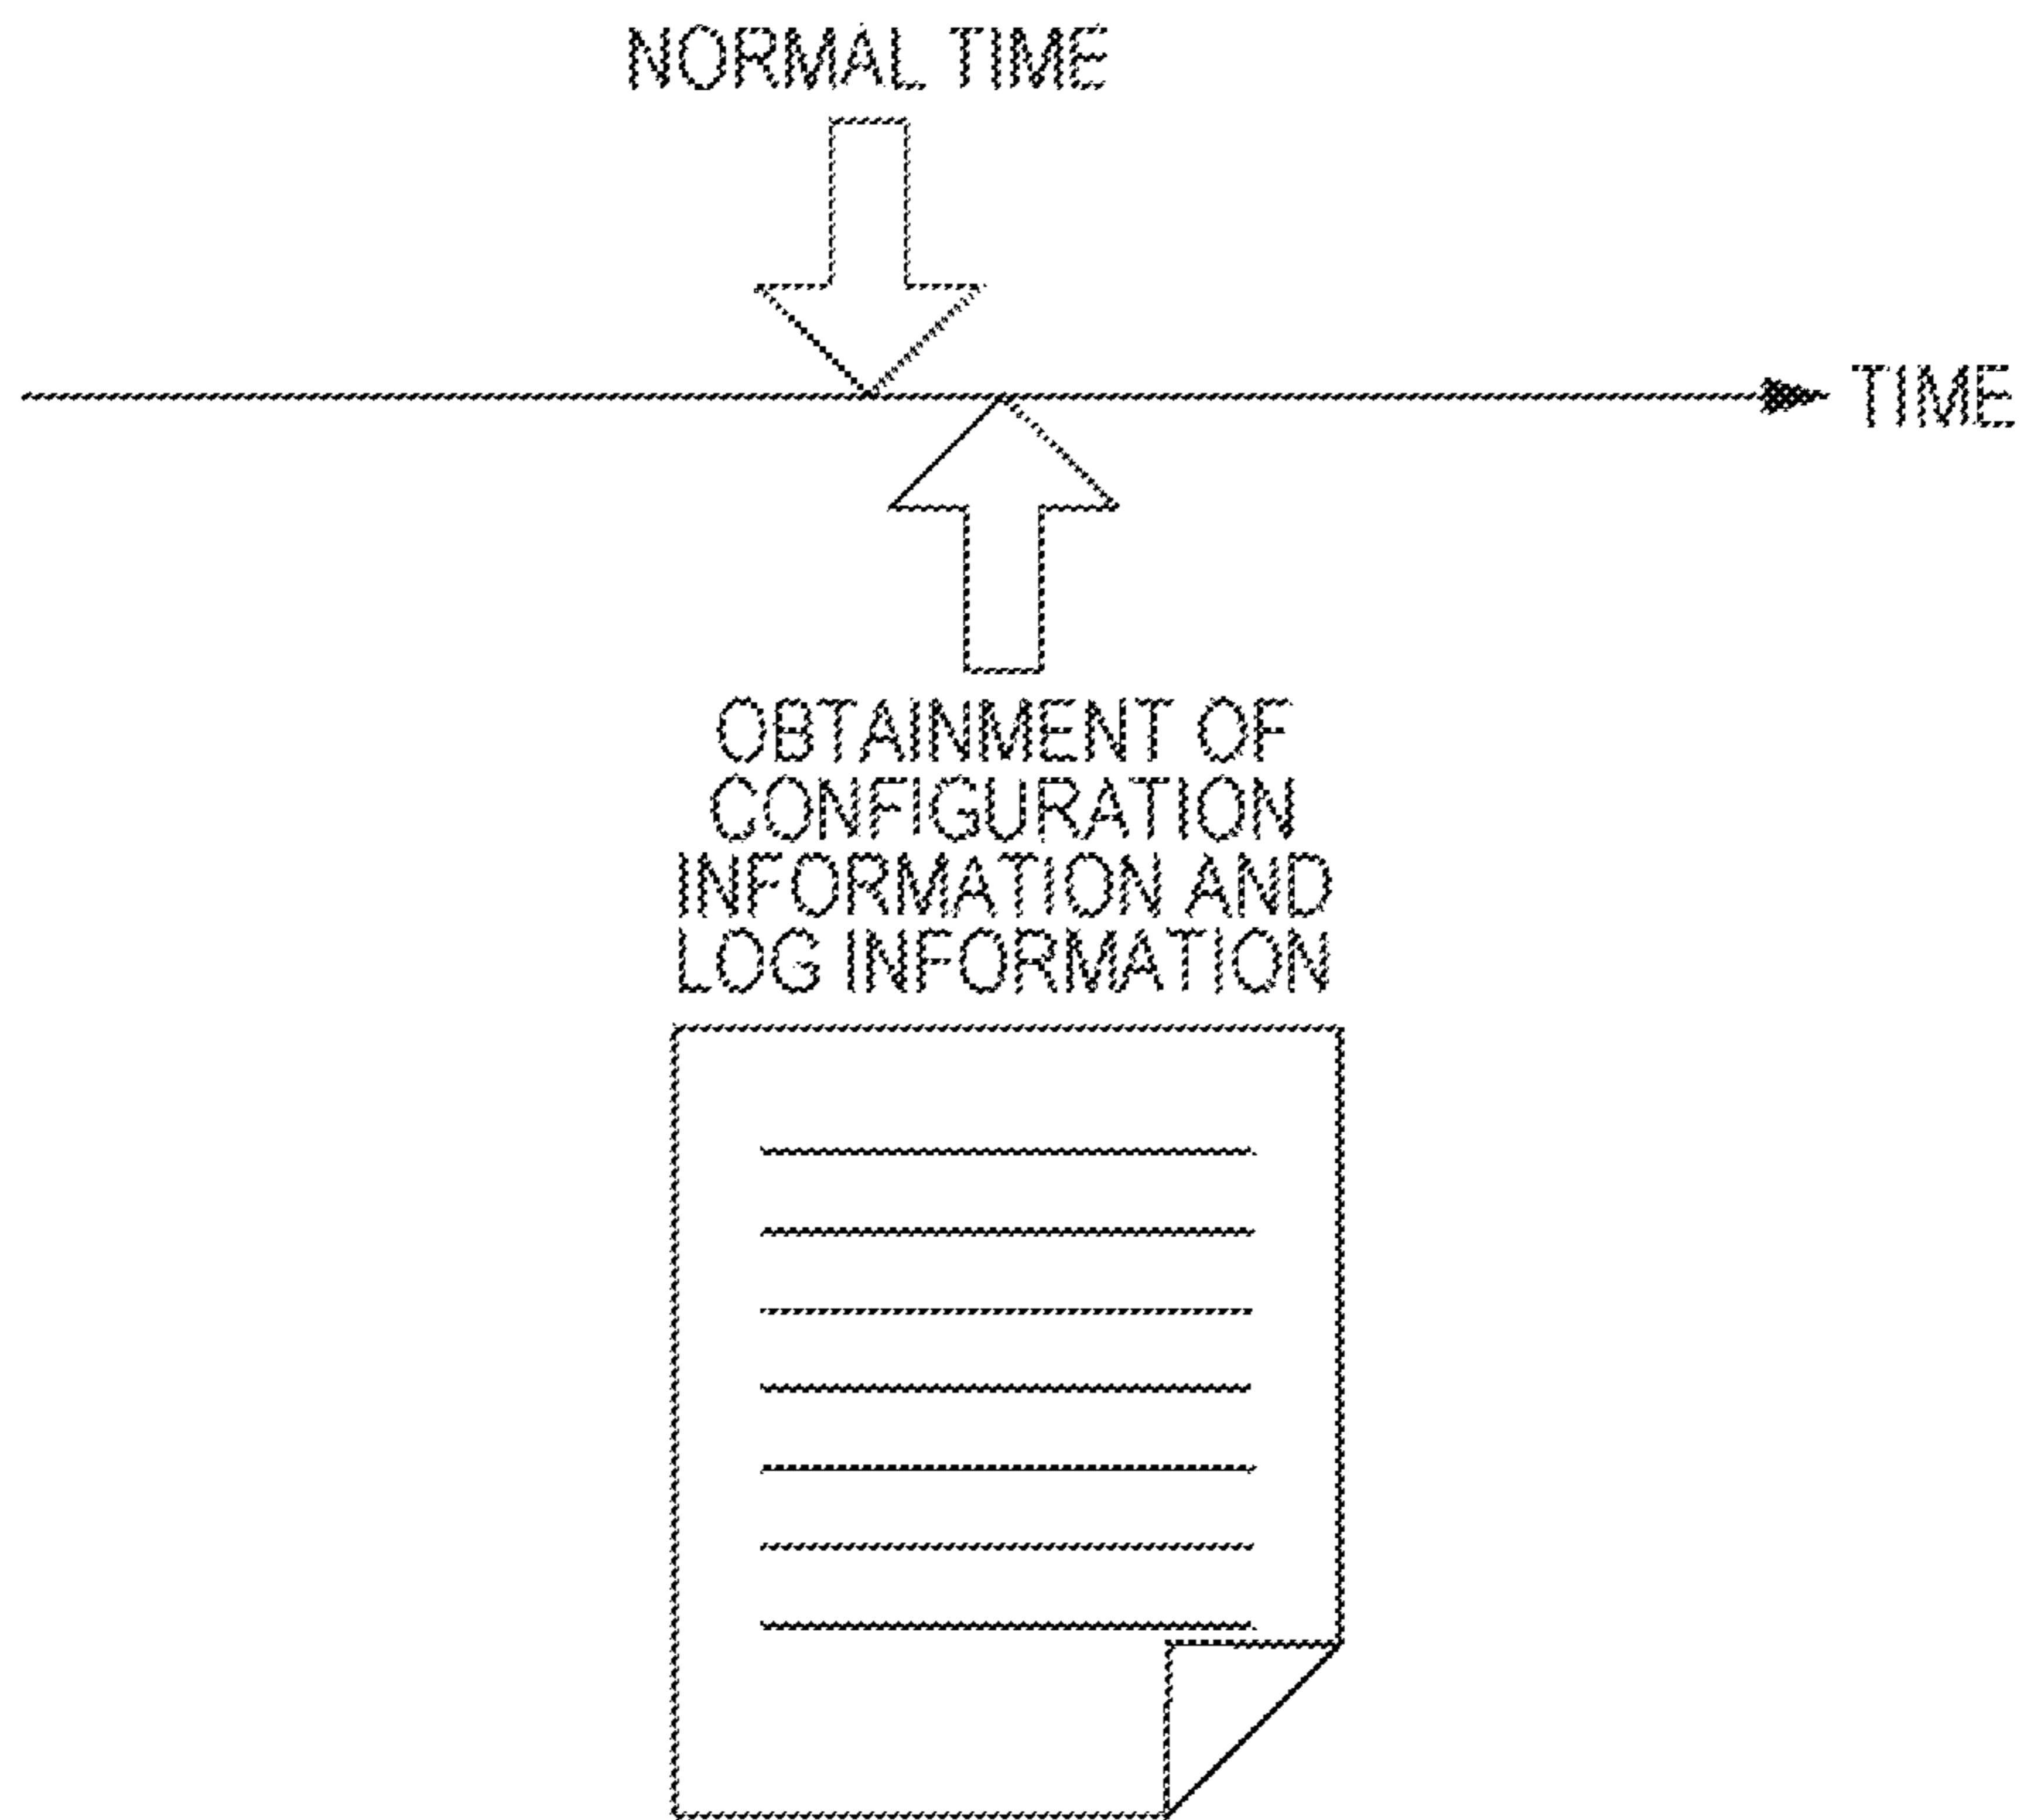 NORMAL TIME
TIME
OBTAINMENT OF
CONFIGURATION
INFORMATION AND
LOG INFORMATION